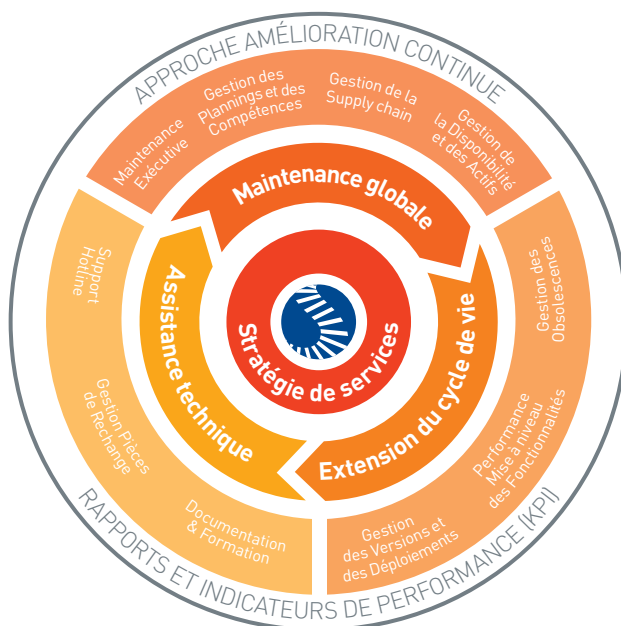 APPROCHE AMÉLIORATION CONTINUE
Maintenance
Exécutive
Gestion des
Plannings et des
Compétences
Gestion de la
Supply chain
Gestion de
la Disponibilité
et des Actifs
Maintenance globale
Support
Hotline
Assistance technique
Stratégie de services
Extension du cycle de vie
Gestion des
Obsolescences
Gestion Pièces
de Rechange
Performance
Mise à niveau
des Fonctionnalités
Documentation
& Formation
Gestion
des Versions et
des Déploiements
RAPPORTS ET INDICATEURS DE PERFORMANCE (KPI)